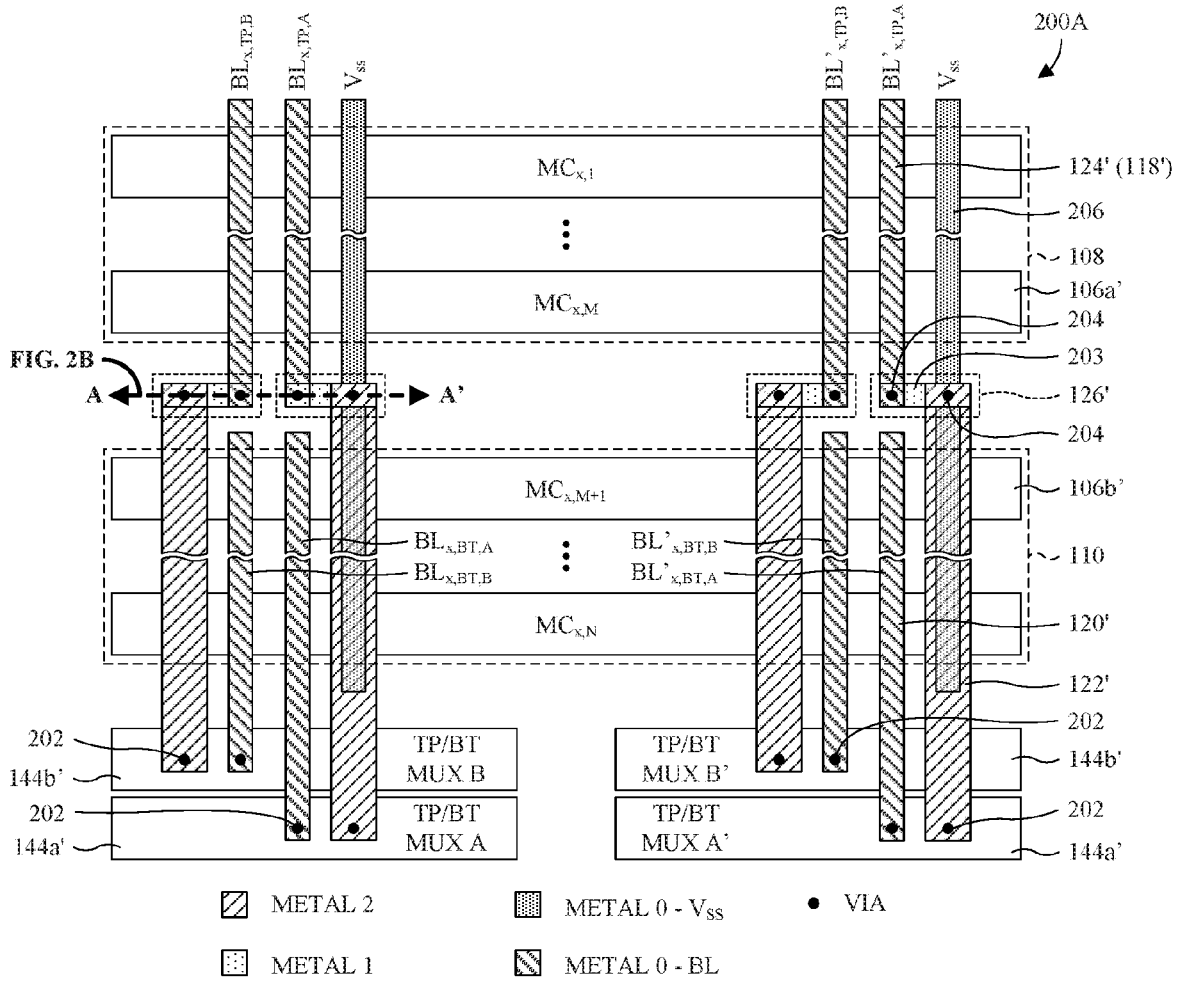 BLx,TP,B
BLx,TP,A
Vss
BL'x,TP,B
BL'x,TP,A
Vss
200A
MCx,1
124' (118')
206
108
MCx,M
106a'
204
FIG. 2B
203
A
A'
126'
204
MCx,M+1
106b'
BLx,BT,A
BL'x,BT,B
BLx,BT,B
BL'x,BT,A
110
MCx,N
120'
122'
202
202
TP/BT
MUX B
TP/BT
MUX B'
144b'
144b'
202
TP/BT
MUX A
TP/BT
MUX A'
202
144a'
144a'
METAL 2
METAL 0 - VSS
VIA
METAL 1
METAL 0 - BL